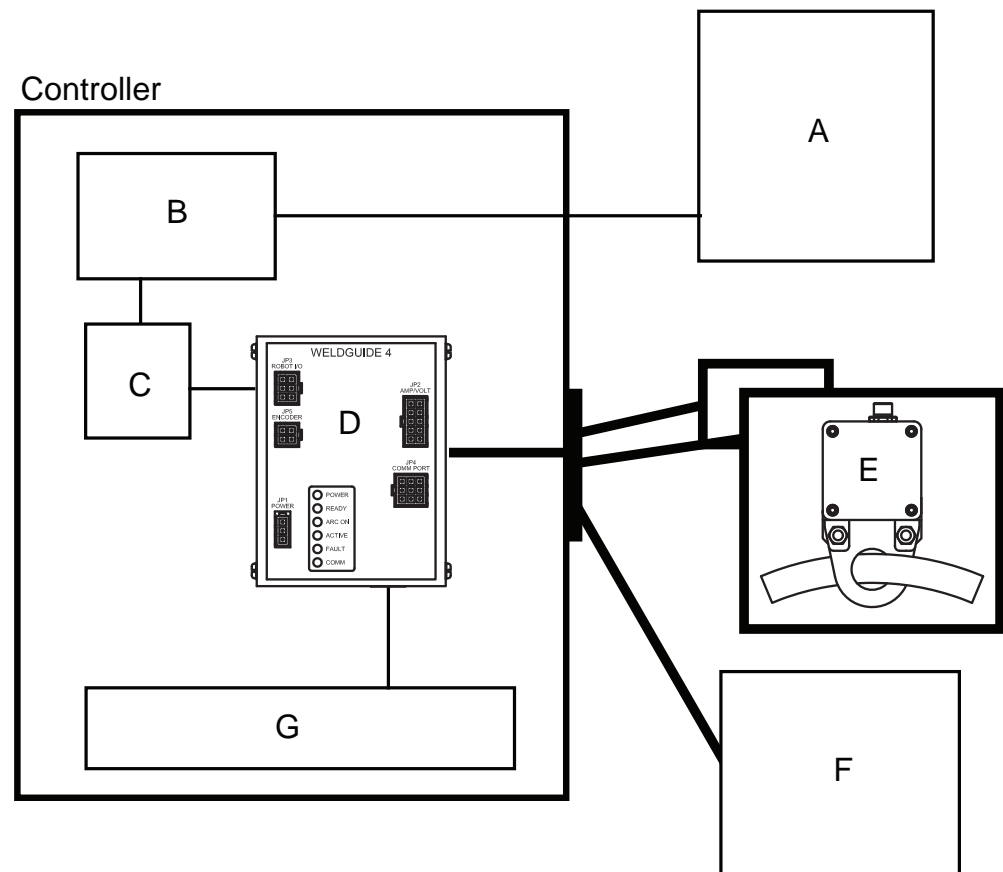 Controller
A
B
C
WELDGUIDE 4
JP3
ROBOT I/O
JP2
AMP/VOLT
JP5
ENCODER
D
JP4
COMM PORT
JP1
POWER
POWER
READY
ARC ON
ACTIVE
FAULT
COMM
E
F
G